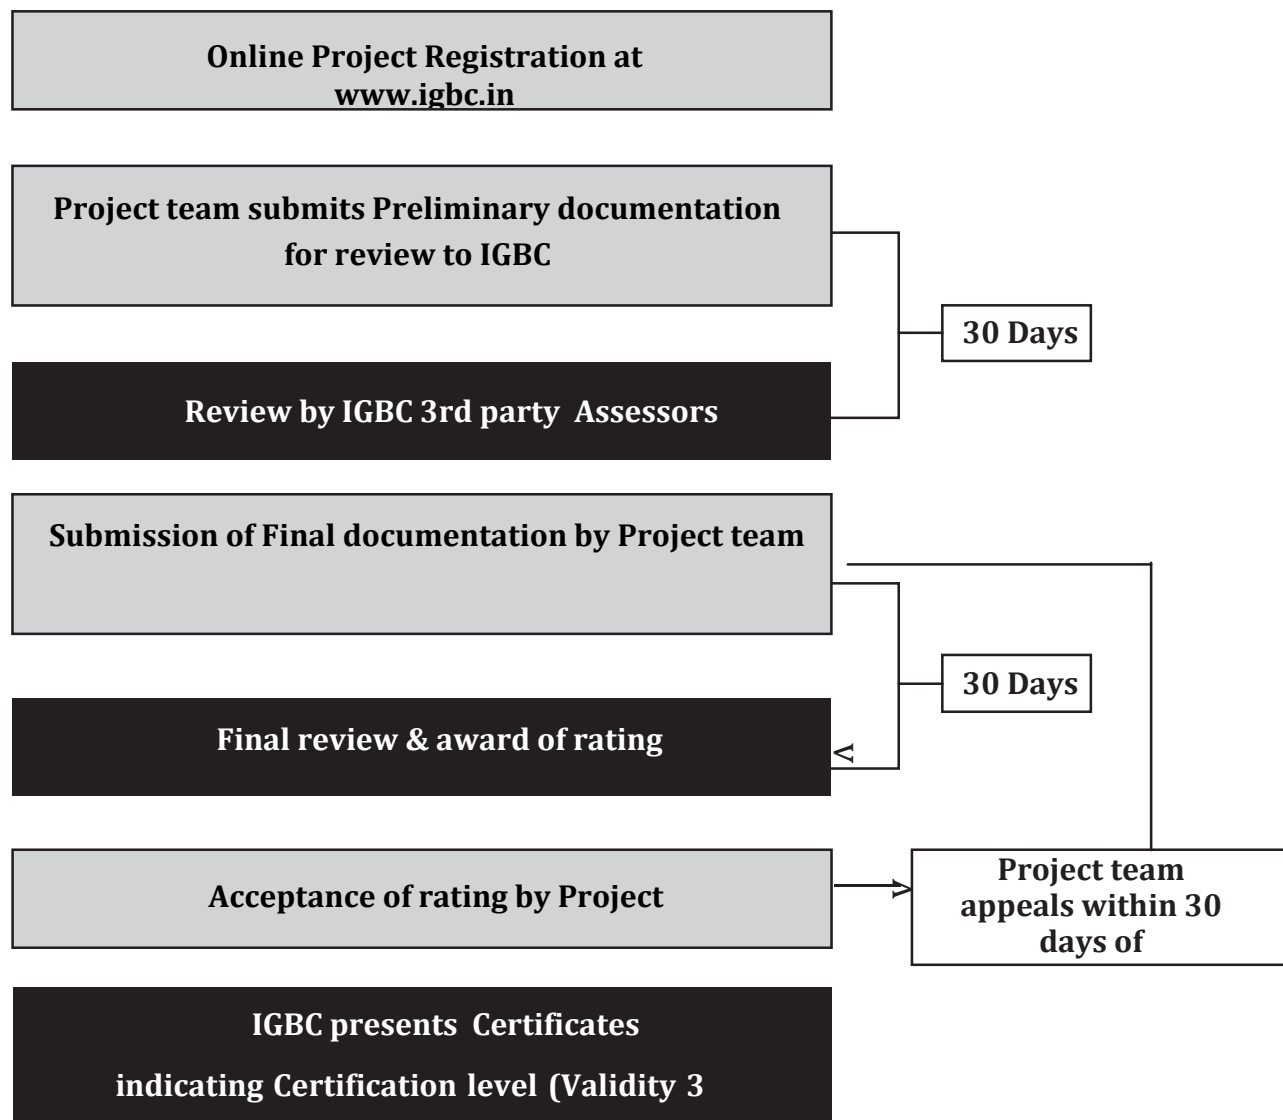 Online Project Registration at
www.igbc.in
Project team submits Preliminary documentation
for review to IGBC
30 Days
Review by IGBC 3rd party Assessors
Submission of Final documentation by Project team
30 Days
Final review & award of rating
Acceptance of rating by Project
Project team
appeals within 30
days of
IGBC presents Certificates
indicating Certification level (Validity 3